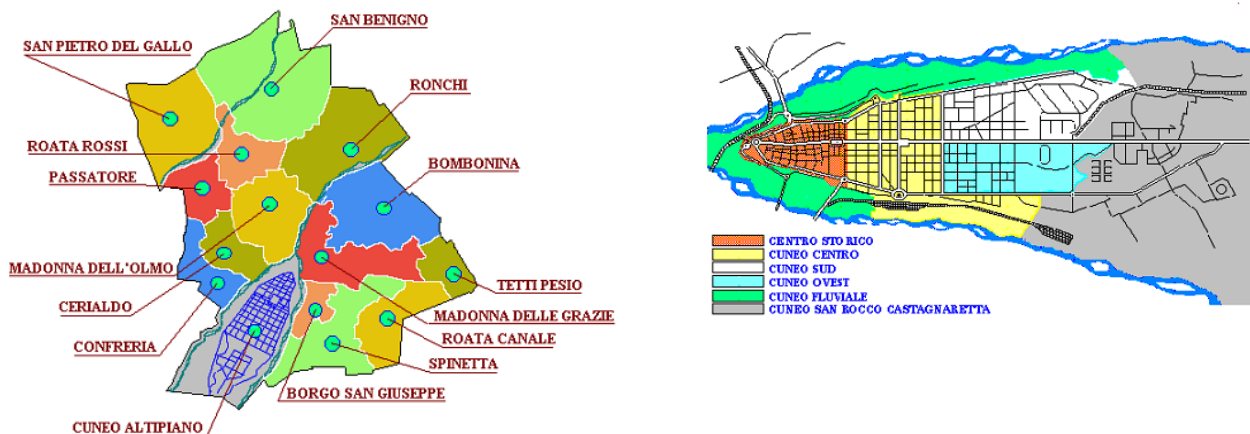 SAN BENIGNO
SAN PIETRO DEL GALLO
RONCHI
ROATA ROSSI
BOMBONINA
PASSATORE
MADONNA DELL'OLMO
TETTI PESIO
CERIALDO
MADONNA DELLE GRAZIE
CONFRERIA
ROATA CANALE
SPINETTA
BORGO SAN GIUSEPPE
CUNEO ALTIPIANO
CENTRO STO RICO
CUNEO CENTRO
CUNEO SUD
CUNEO OVEST
CUNEO FLUVIALE
CUNEO SAN ROCCO CASTAGNARETTA